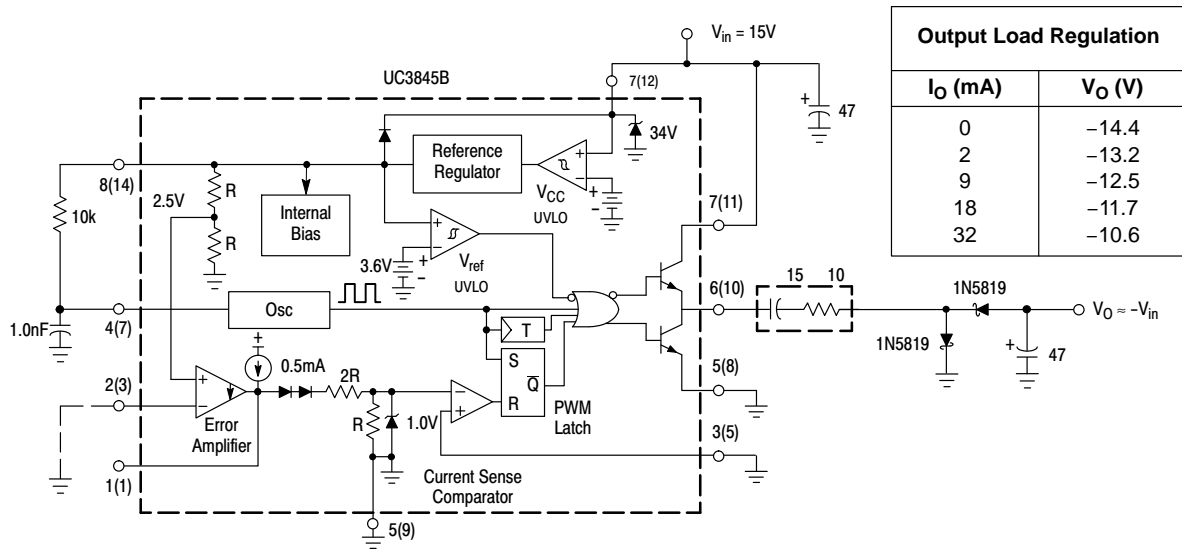 V_in = 15V
UC3845B
7(12)
34V
+
47
8(14)
R
Reference
Regulator
+
−
V_CC
UVLO
+
−
2.5V
Internal
Bias
10k
R
+
−
3.6V
+
−
V_ref
UVLO
7(11)
15
10
6(10)
1N5819
V_O ≈ −V_in
Osc
4(7)
1.0nF
T
1N5819
+
47
+
0.5mA
S
Q
R
5(8)
2(3)
+
−
2R
−
+
PWM
Latch
Error
Amplifier
R
1.0V
3(5)
1(1)
Current Sense
Comparator
5(9)
Output Load Regulation
I_O (mA)
V_O (V)
0
−14.4
2
−13.2
9
−12.5
18
−11.7
32
−10.6